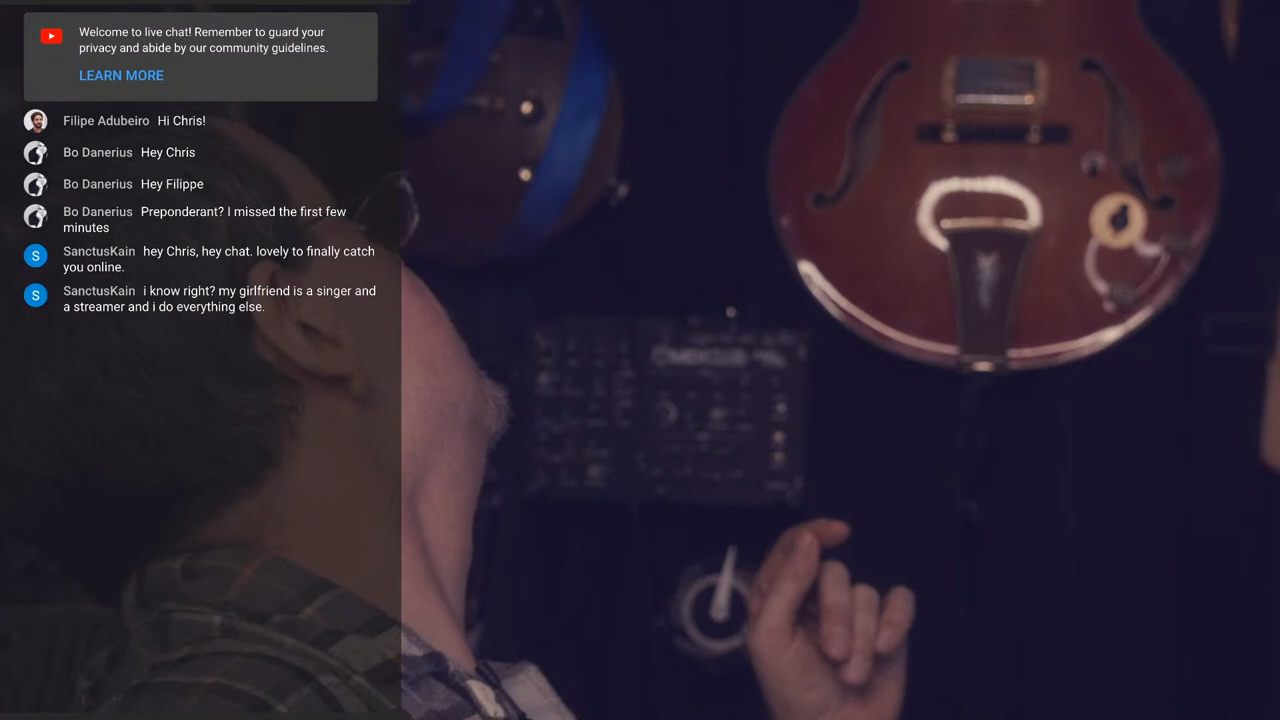 Welcome to live chat! Remember to guard your
privacy and abide by our community guidelines.
LEARN MORE
Filipe Adubeiro Hi Chris!
Bo Danerius Hey Chris
Bo Danerius Hey Filippe
Bo Danerius Preponderant? I missed the first few
minutes
S SanctusKain hey Chris, hey chat. lovely to finally catch
you online.
S SanctusKain i know right? my girlfriend is a singer and
a streamer and i do everything else.